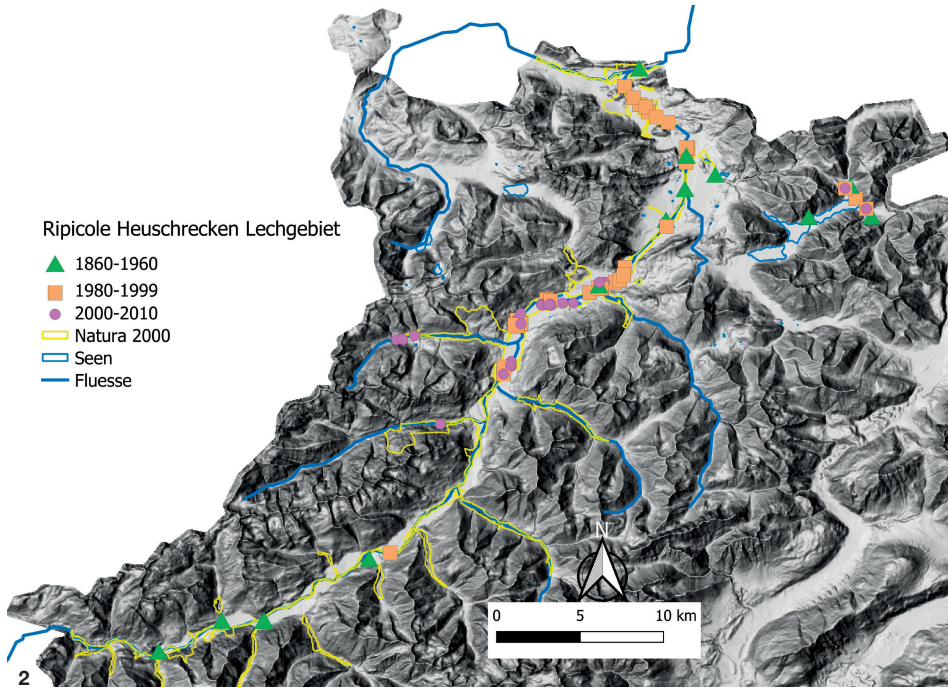 Ripicole Heuschrecken Lechgebiet
1860-1960
1980-1999
2000-2010
Natura 2000
Seen
Fluesse
N
0 5 10 km
2